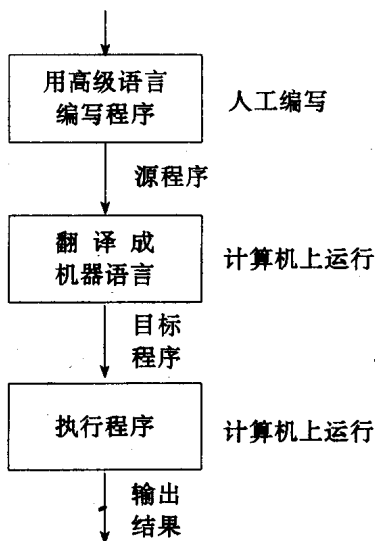 用高级语言
编写程序
人工编写
源程序
翻译成
机器语言
计算机上运行
目标
程序
执行程序
计算机上运行
输出
结果